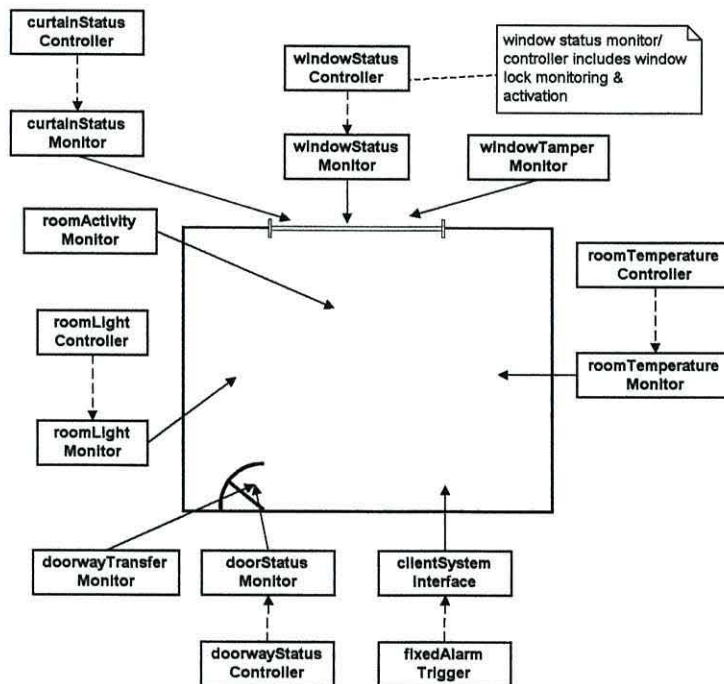 curtainStatus
Controller
windowStatus
Controller
window status monitor/
controller includes window
lock monitoring &
activation
curtainStatus
Monitor
windowStatus
Monitor
windowTamper
Monitor
roomActivity
Monitor
roomTemperature
Controller
roomLight
Controller
roomTemperature
Monitor
roomLight
Monitor
doorwayTransfer
Monitor
doorStatus
Monitor
clientSystem
Interface
doorwayStatus
Controller
fixedAlarm
Trigger